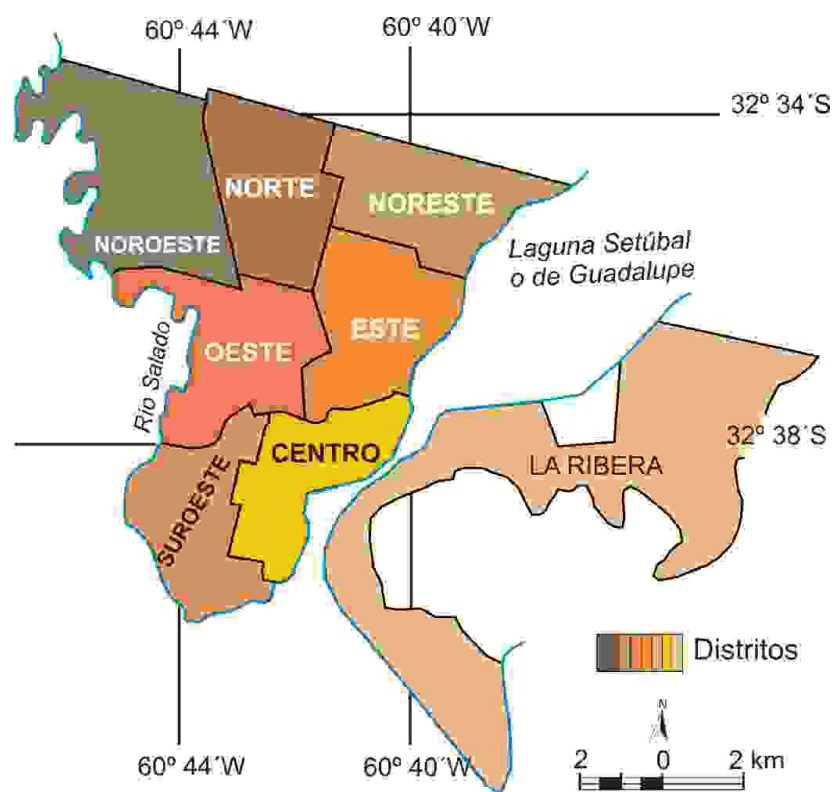 60º 44´W
60º 40´W
32º 34´S
NORTE
NORESTE
NOROESTE
Laguna Setúbal
o de Guadalupe
OESTE
ESTE
Río Salado
32º 38´S
CENTRO
LA RIBERA
SUROESTE
Distritos
N
60º 44´W
60º 40´W
2 0 2 km